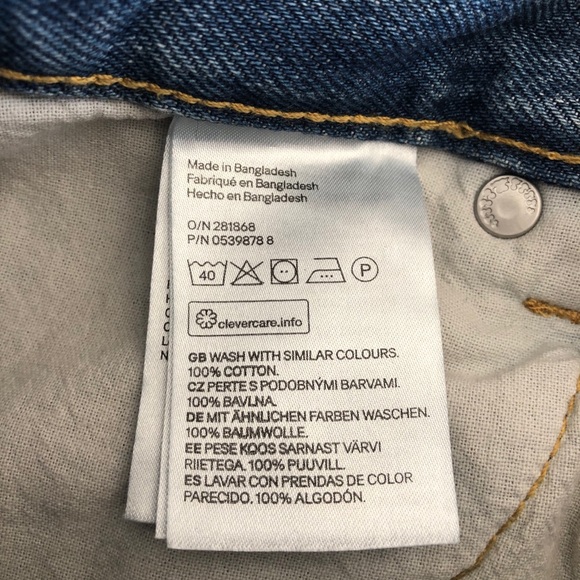 Made in Bangladesh
Fabriqué en Bangladesh
Hecho en Bangladesh
O/N 281868
P/N 0539878 8
40
P
clevercare.info
GB WASH WITH SIMILAR COLOURS.
100% COTTON.
CZ PERTE S PODOBNÝMI BARVAMI.
100% BAVLNA.
DE MIT ÄHNLICHEN FARBEN WASCHEN.
100% BAUMWOLLE.
EE PESE KOOS SARNAST VÄRVI
RIIETEGA. 100% PUUVILL.
ES LAVAR CON PRENDAS DE COLOR
PARECIDO. 100% ALGODÓN.